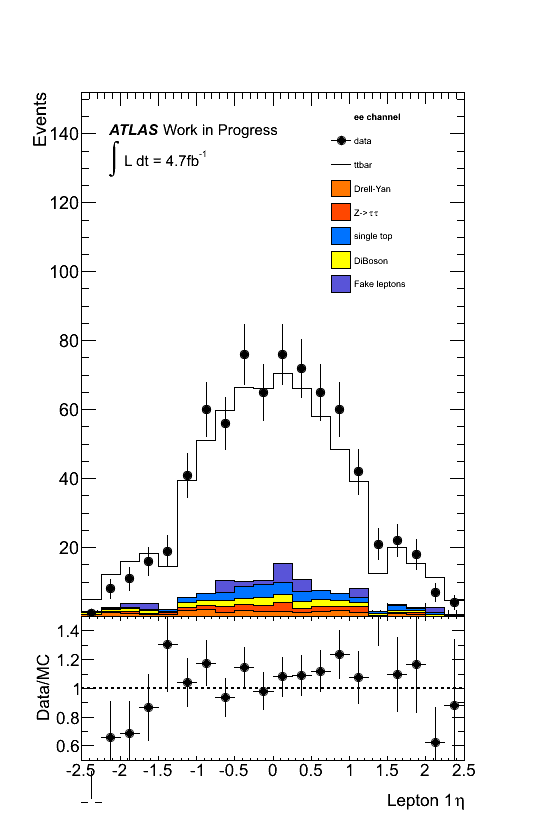 Events
140
120
100
80
60
40
20
ATLAS Work in Progress
∫ L dt = 4.7fb⁻¹
ee channel
data
ttbar
Drell-Yan
Z->ττ
single top
DiBoson
Fake leptons
Data/MC
1.4
1.2
1
0.8
0.6
-2.5 -2 -1.5 -1 -0.5 0 0.5 1 1.5 2 2.5
Lepton 1η